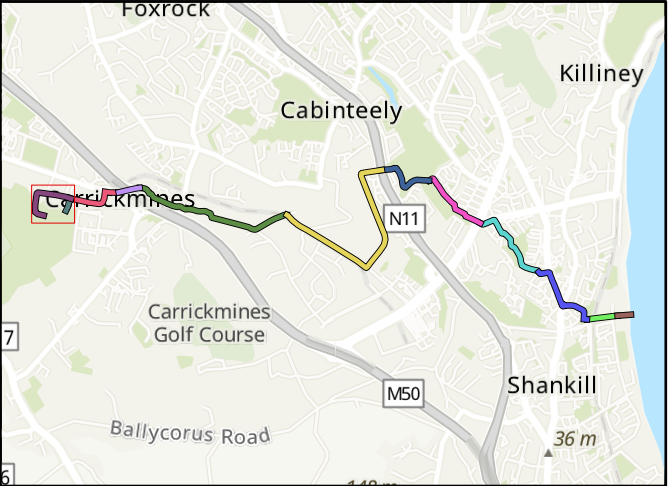 Foxrock
Killiney
Cabinteely
Carrickmines
N11
Carrickmines
Golf Course
7
M50
Shankill
Ballycorus Road
36 m
6